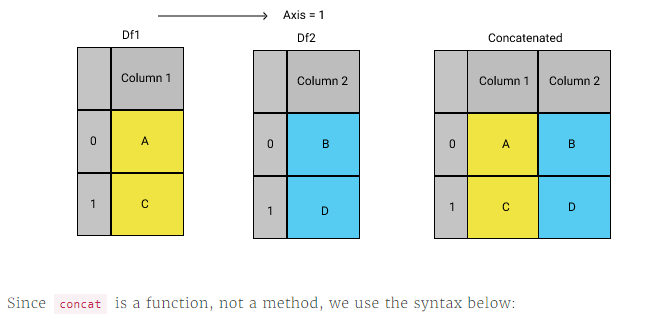 Axis = 1
Df1
Df2
Concatenated
Column 1
Column 2
Column 1 Column 2
0 A
0 B
0 A B
1 C
1 D
1 C D
Since concat is a function, not a method, we use the syntax below: